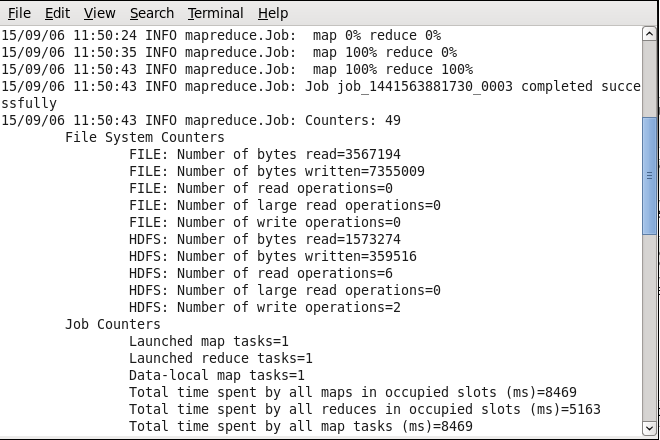 File Edit View Search Terminal Help
15/09/06 11:50:24 INFO mapreduce.Job:  map 0% reduce 0%
15/09/06 11:50:35 INFO mapreduce.Job:  map 100% reduce 0%
15/09/06 11:50:43 INFO mapreduce.Job:  map 100% reduce 100%
15/09/06 11:50:43 INFO mapreduce.Job: Job job_1441563881730_0003 completed succe
ssfully
15/09/06 11:50:43 INFO mapreduce.Job: Counters: 49
File System Counters
FILE: Number of bytes read=3567194
FILE: Number of bytes written=7355009
FILE: Number of read operations=0
FILE: Number of large read operations=0
FILE: Number of write operations=0
HDFS: Number of bytes read=1573274
HDFS: Number of bytes written=359516
HDFS: Number of read operations=6
HDFS: Number of large read operations=0
HDFS: Number of write operations=2
Job Counters
Launched map tasks=1
Launched reduce tasks=1
Data-local map tasks=1
Total time spent by all maps in occupied slots (ms)=8469
Total time spent by all reduces in occupied slots (ms)=5163
Total time spent by all map tasks (ms)=8469